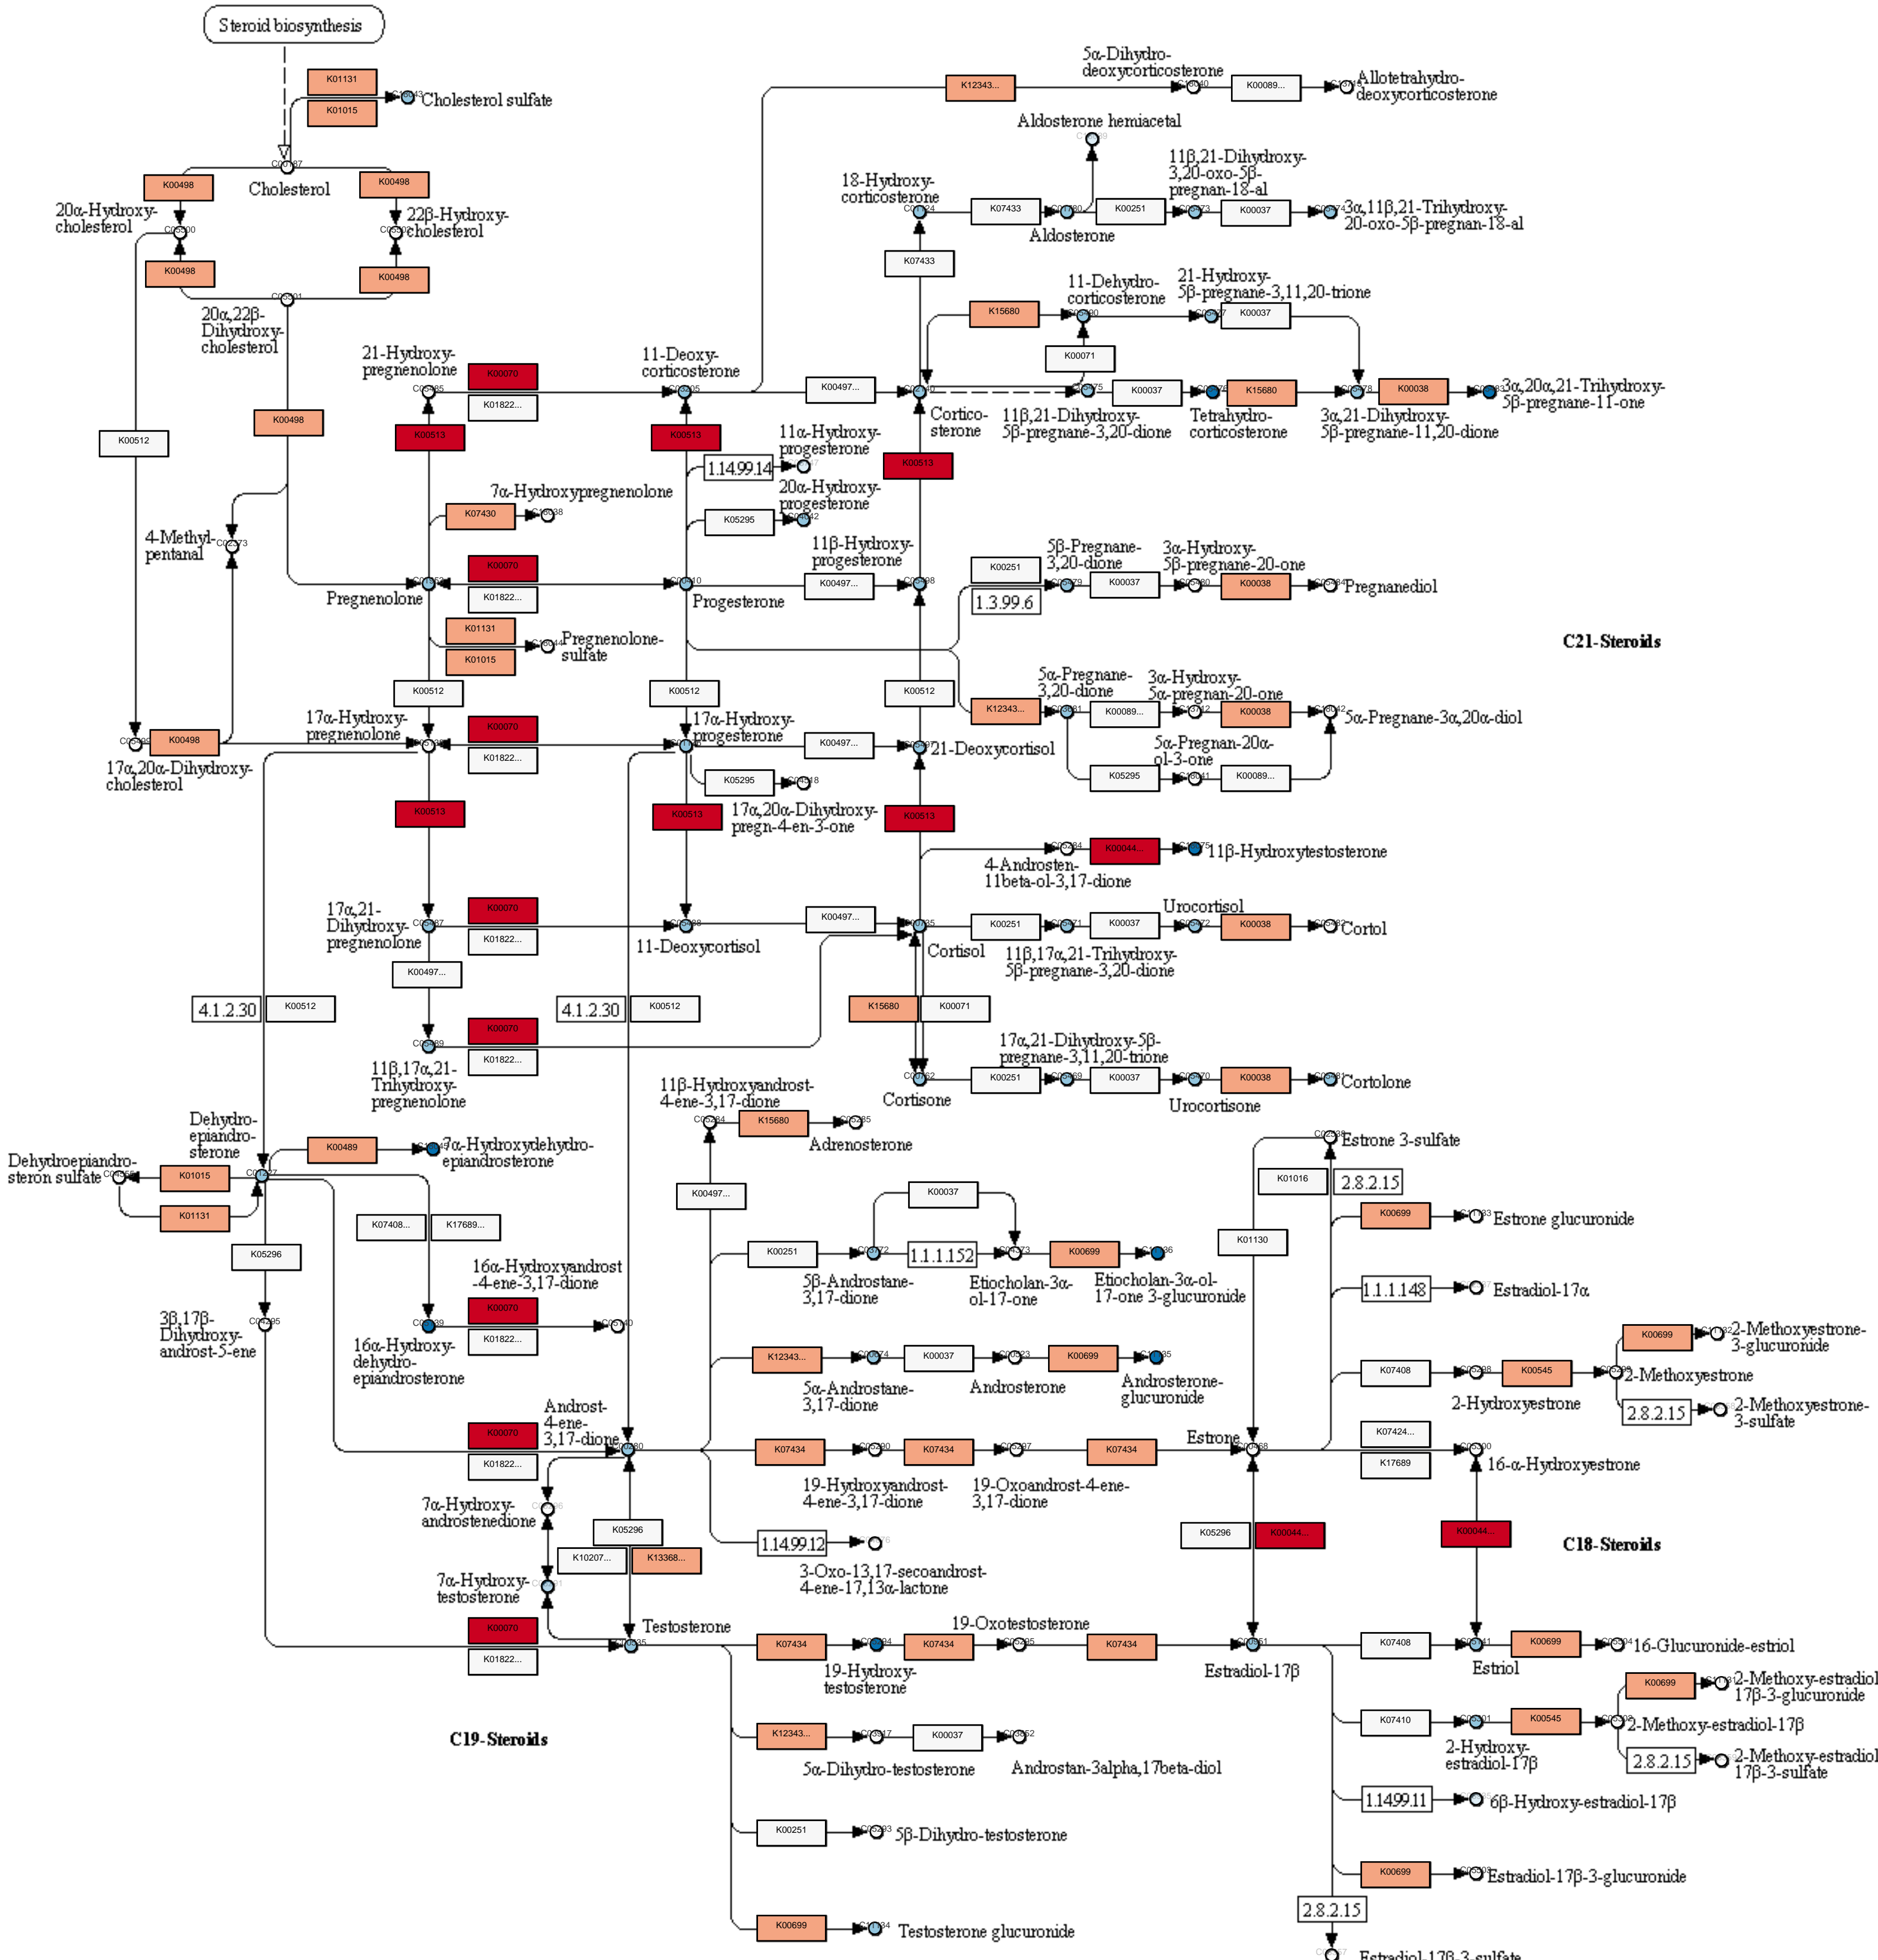 Steroid biosynthesis
K01131
Cholesterol sulfate
K01015
Cholesterol
K00498
K00498
20α-Hydroxy-
cholesterol
22β-Hydroxy-
cholesterol
C05500
K00498
K00498
C05501
20α,22β-
Dihydroxy-
cholesterol
K00498
K00512
4-Methyl-
pentanal
C02373
K00498
17α,20α-Dihydroxy-
cholesterol
K12343...
5α-Dihydro-
deoxycorticosterone
K00089...
Allotetrahydro-
deoxycorticosterone
Aldosterone hemiacetal
18-Hydroxy-
corticosterone
K07433
Aldosterone
K00251
11β,21-Dihydroxy-
3,20-oxo-5β-
pregnan-18-al
K00037
3α,11β,21-Trihydroxy-
20-oxo-5β-pregnan-18-al
K07433
K15680
11-Dehydro-
corticosterone
21-Hydroxy-
5β-pregnane-3,11,20-trione
K00037
K00071
21-Hydroxy-
pregnenolone
C05485
K00070
K01822...
11-Deoxy-
corticosterone
K00497...
Cortico-
sterone
11β,21-Dihydroxy-
5β-pregnane-3,20-dione
K00037
Tetrahydro-
corticosterone
K15680
3α,21-Dihydroxy-
5β-pregnane-11,20-dione
K00038
3α,20α,21-Trihydroxy-
5β-pregnane-11-one
K00513
K00513
K00513
1.14.99.14
11α-Hydroxy-
progesterone
K07430
7α-Hydroxypregnenolone
K05295
20α-Hydroxy-
progesterone
Pregnenolone
K00070
K01822...
Progesterone
K00497...
11β-Hydroxy-
progesterone
C05498
K00251
1.3.99.6
5β-Pregnane-
3,20-dione
K00037
3α-Hydroxy-
5β-pregnane-20-one
K00038
Pregnanediol
K01131
K01015
Pregnenolone-
sulfate
C21-Steroids
K00512
K00512
K00512
K12343...
5α-Pregnane-
3,20-dione
K00089...
3α-Hydroxy-
5α-pregnan-20-one
K00038
5α-Pregnane-3α,20α-diol
17α-Hydroxy-
pregnenolone
K00070
K01822...
17α-Hydroxy-
progesterone
K00497...
21-Deoxycortisol
K05295
5α-Pregnan-20α-
ol-3-one
K00089...
K05295
17α,20α-Dihydroxy-
pregn-4-en-3-one
K00513
K00513
K00513
4-Androsten-
11beta-ol-3,17-dione
K00044...
11β-Hydroxytestosterone
17α,21-
Dihydroxy-
pregnenolone
K00070
K01822...
11-Deoxycortisol
K00497...
Cortisol
K00251
11β,17α,21-Trihydroxy-
5β-pregnane-3,20-dione
K00037
Urocortisol
K00038
Cortol
K00497...
4.1.2.30
K00512
4.1.2.30
K00512
K15680
K00071
11β,17α,21-
Trihydroxy-
pregnenolone
K00070
K01822...
Cortisone
K00251
17α,21-Dihydroxy-5β-
pregnane-3,11,20-trione
K00037
Urocortisone
K00038
Cortolone
Dehydro-
epiandro-
sterone
K00489
7α-Hydroxydehydro-
epiandrosterone
Dehydroepiandro-
steron sulfate
K01015
K01131
K07408...
K17689...
K05296
11β-Hydroxyandrost-
4-ene-3,17-dione
C05284
K15680
C05285
Adrenosterone
K00497...
K00037
K00251
5β-Androstane-
3,17-dione
1.1.1.152
Etiocholan-3α-
ol-17-one
K00699
Etiocholan-3α-ol-
17-one 3-glucuronide
Estrone 3-sulfate
K01016
2.8.2.15
K01130
K00699
Estrone glucuronide
1.1.1.148
Estradiol-17α
3β,17β-
Dihydroxy-
androst-5-ene
C04295
16α-Hydroxyandrost
-4-ene-3,17-dione
K00070
K01822...
16α-Hydroxy-
dehydro-
epiandrosterone
K12343...
5α-Androstane-
3,17-dione
K00037
Androsterone
K00699
Androsterone-
glucuronide
K07408
2-Hydroxyestrone
K00545
2-Methoxyestrone
K00699
2-Methoxyestrone-
3-glucuronide
2.8.2.15
2-Methoxyestrone-
3-sulfate
Androst-
4-ene-
3,17-dione
K00070
K01822...
K07434
19-Hydroxyandrost-
4-ene-3,17-dione
K07434
19-Oxoandrost-4-ene-
3,17-dione
K07434
Estrone
K07424...
K17689
C05300
16-α-Hydroxyestrone
7α-Hydroxy-
androstenedione
K05296
K10207...
K13368...
1.14.99.12
3-Oxo-13,17-secoandrost-
4-ene-17,13α-lactone
K05296
K00044...
K00044...
C18-Steroids
7α-Hydroxy-
testosterone
K00070
K01822...
Testosterone
K07434
19-Hydroxy-
testosterone
K07434
19-Oxotestosterone
K07434
Estradiol-17β
K07408
Estriol
K00699
16-Glucuronide-estriol
K07410
2-Hydroxy-
estradiol-17β
K00545
2-Methoxy-estradiol-17β
K00699
2-Methoxy-estradiol
17β-3-glucuronide
2.8.2.15
2-Methoxy-estradiol
17β-3-sulfate
C19-Steroids
K12343...
5α-Dihydro-testosterone
K00037
Androstan-3alpha,17beta-diol
1.14.99.11
6β-Hydroxy-estradiol-17β
K00251
5β-Dihydro-testosterone
K00699
Estradiol-17β-3-glucuronide
K00699
Testosterone glucuronide
2.8.2.15
Estradiol-17β-3-sulfate